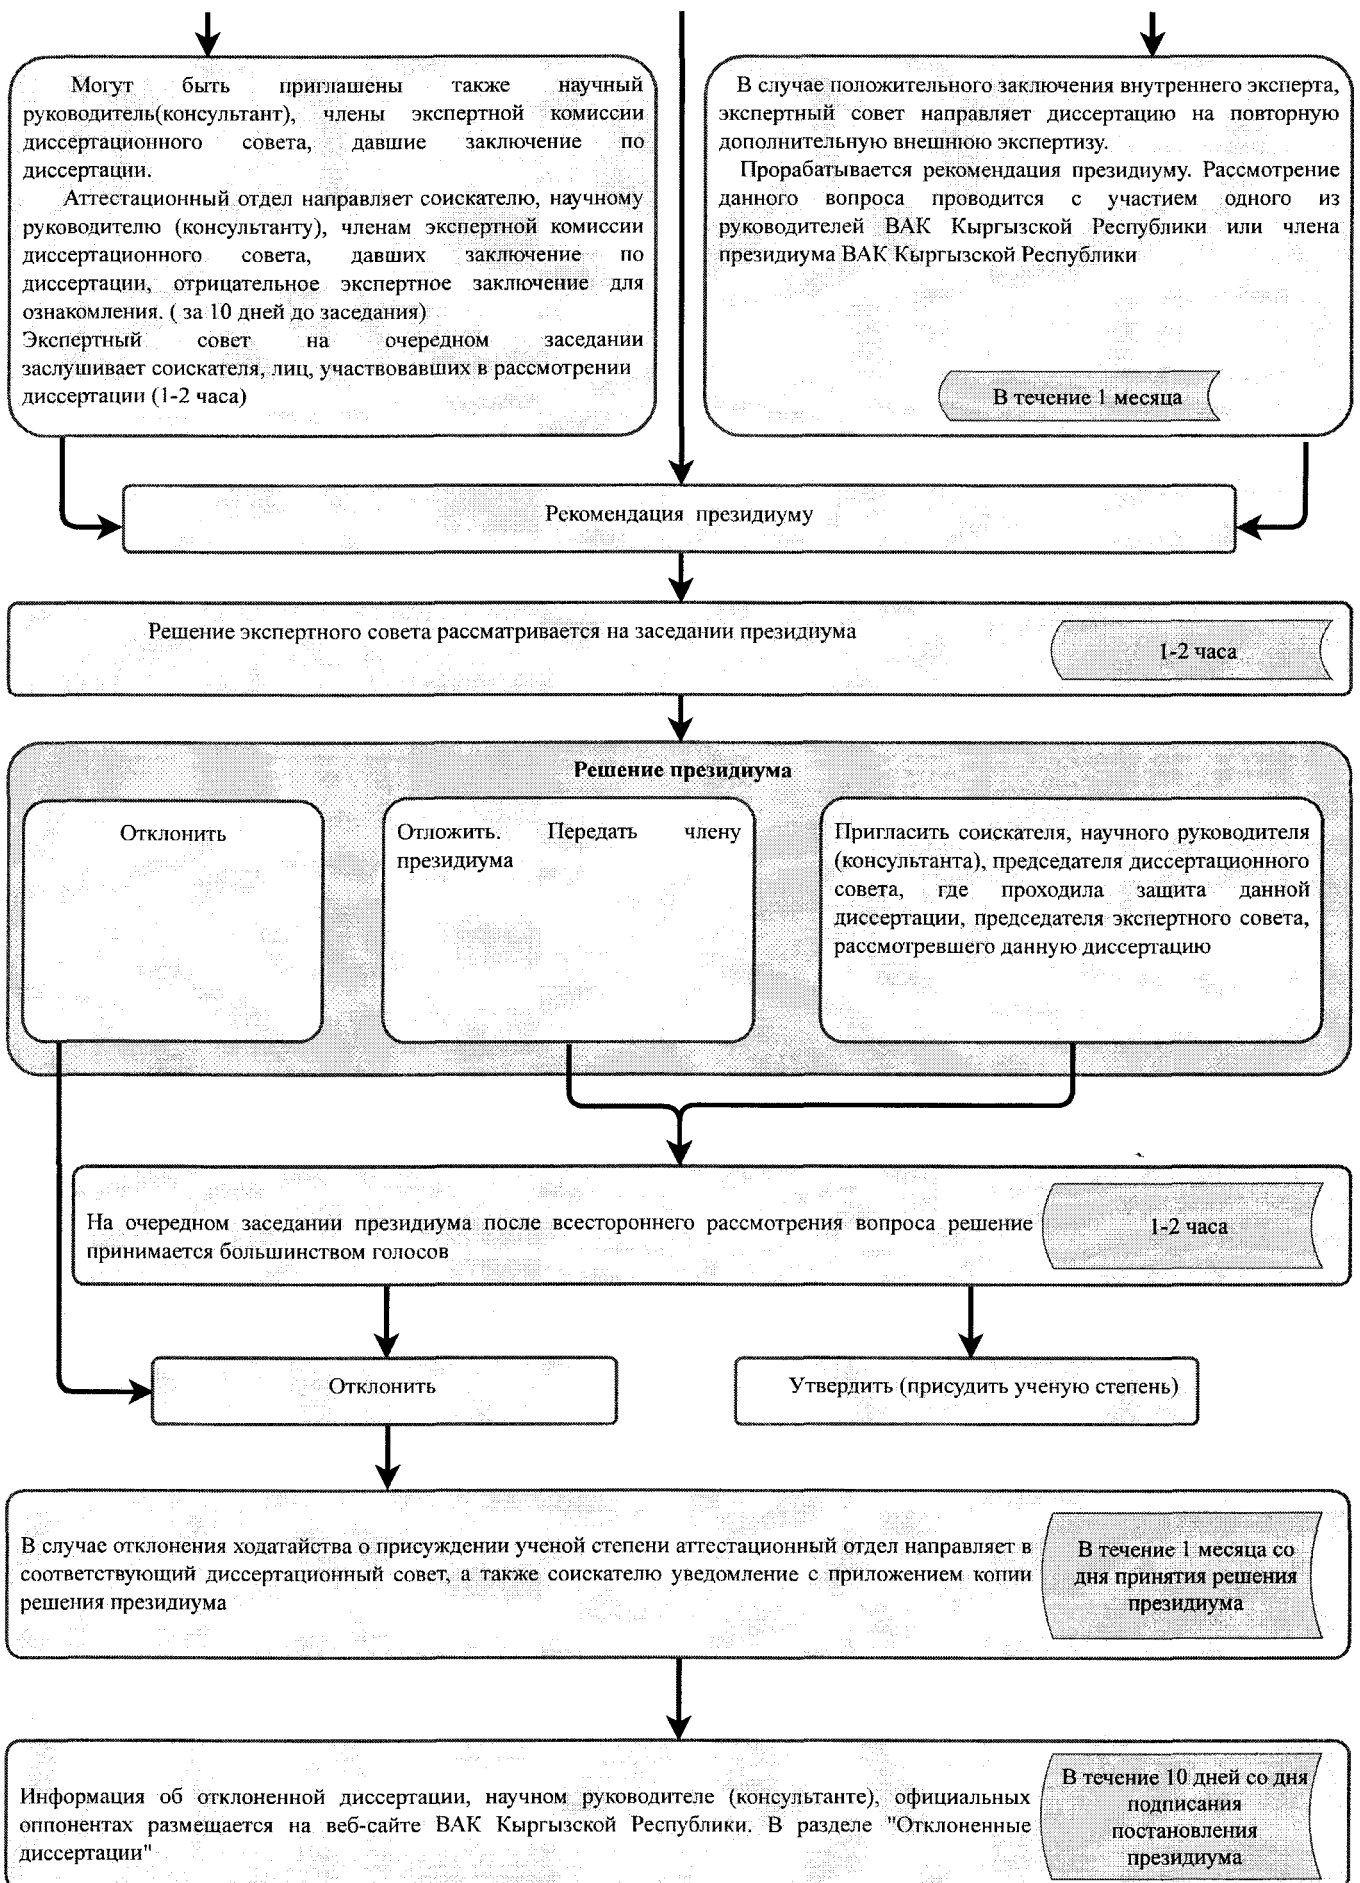 Могут быть приглашены также научный
руководитель(консультант), члены экспертной комиссии
диссертационного совета, давшие заключение по
диссертации.
Аттестационный отдел направляет соискателю, научному
руководителю (консультанту), членам экспертной комиссии
диссертационного совета, давших заключение по
диссертации, отрицательное экспертное заключение для
ознакомления. ( за 10 дней до заседания)
Экспертный совет на очередном заседании
заслушивает соискателя, лиц, участвовавших в рассмотрении
диссертации (1-2 часа)
В случае положительного заключения внутреннего эксперта,
экспертный совет направляет диссертацию на повторную
дополнительную внешнюю экспертизу.
Прорабатывается рекомендация президиуму. Рассмотрение
данного вопроса проводится с участием одного из
руководителей ВАК Кыргызской Республики или члена
президиума ВАК Кыргызской Республики
В течение 1 месяца
Рекомендация президиуму
Решение экспертного совета рассматривается на заседании президиума
1-2 часа
Решение президиума
Отклонить
Отложить. Передать члену
президиума
Пригласить соискателя, научного руководителя
(консультанта), председателя диссертационного
совета, где проходила защита данной
диссертации, председателя экспертного совета,
рассмотревшего данную диссертацию
На очередном заседании президиума после всестороннего рассмотрения вопроса решение
принимается большинством голосов
1-2 часа
Отклонить
Утвердить (присудить ученую степень)
В случае отклонения ходатайства о присуждении ученой степени аттестационный отдел направляет в
соответствующий диссертационный совет, а также соискателю уведомление с приложением копии
решения президиума
В течение 1 месяца со
дня принятия решения
президиума
Информация об отклоненной диссертации, научном руководителе (консультанте), официальных
оппонентах размещается на веб-сайте ВАК Кыргызской Республики. В разделе "Отклоненные
диссертации"
В течение 10 дней со дня
подписания
постановления
президиума